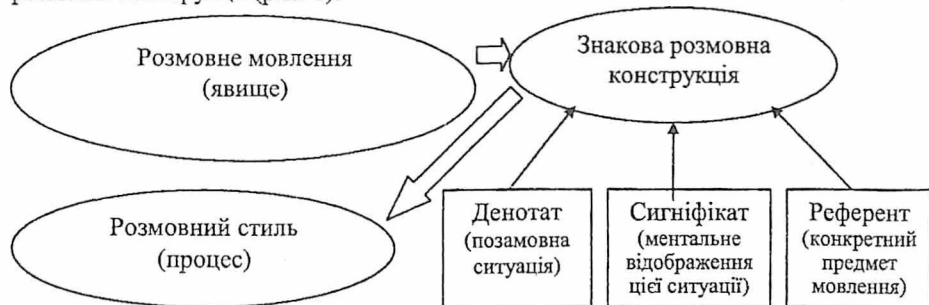 Розмовне мовлення
(явище)
Знакова розмовна
конструкція
Розмовний стиль
(процес)
Денотат
(позамовна
ситуація)
Сигніфікат
(ментальне
відображення
цієї ситуації)
Референт
(конкретний
предмет
мовлення)